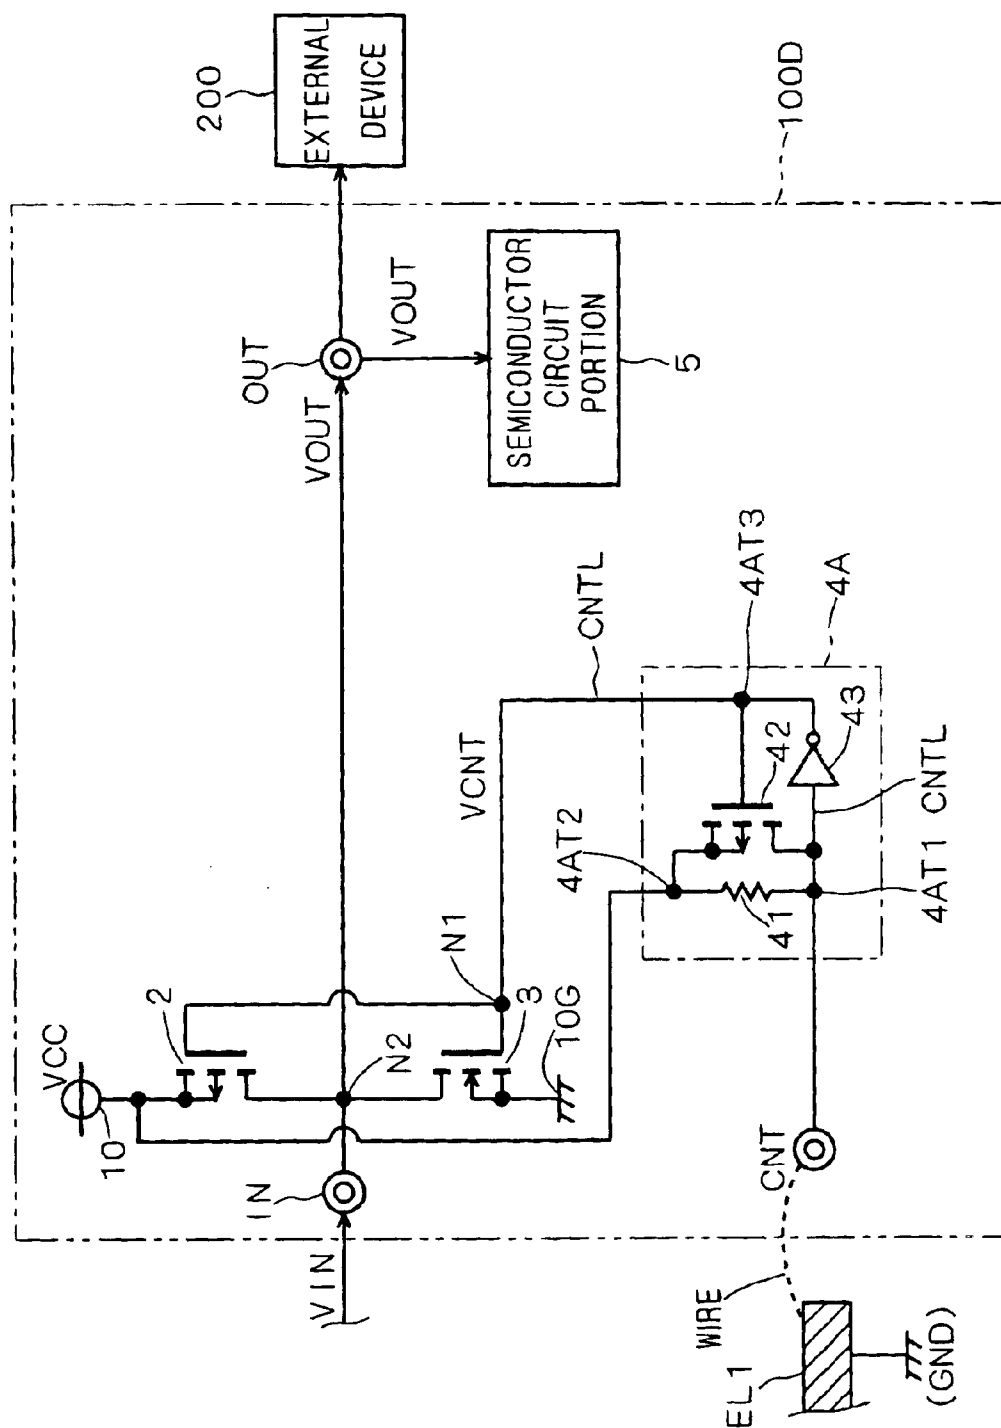 200
EXTERNAL
DEVICE
100D
OUT
VOUT
VOUT
SEMICONDUCTOR
CIRCUIT
PORTION
5
VCC
10
2
IN
VIN
N2
N1
3
10G
VCNT
CNTL
4AT3
4A
4AT2
42
43
41
4AT1
CNTL
CNT
WIRE
EL1
(GND)